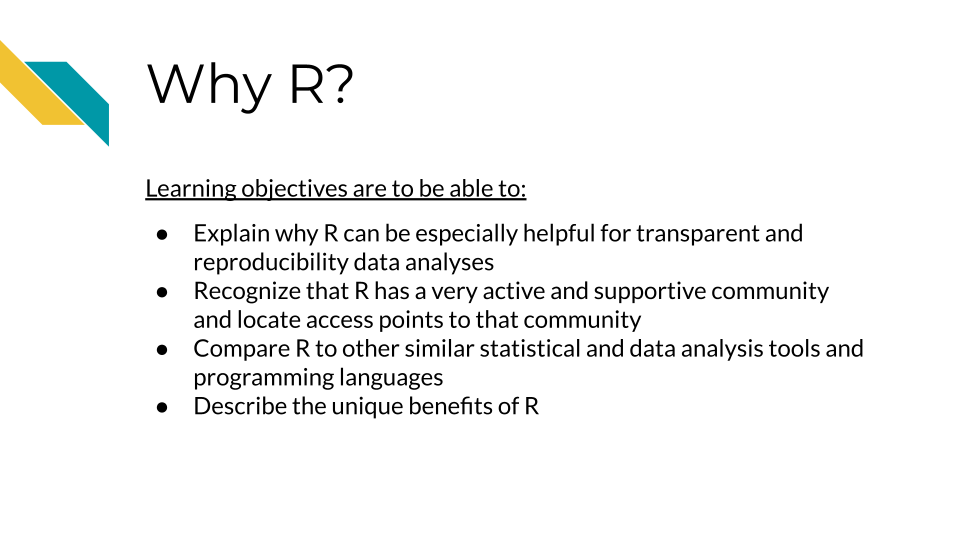 Why R?
Learning objectives are to be able to:
● Explain why R can be especially helpful for transparent and
reproducibility data analyses
● Recognize that R has a very active and supportive community
and locate access points to that community
● Compare R to other similar statistical and data analysis tools and
programming languages
● Describe the unique benefits of R